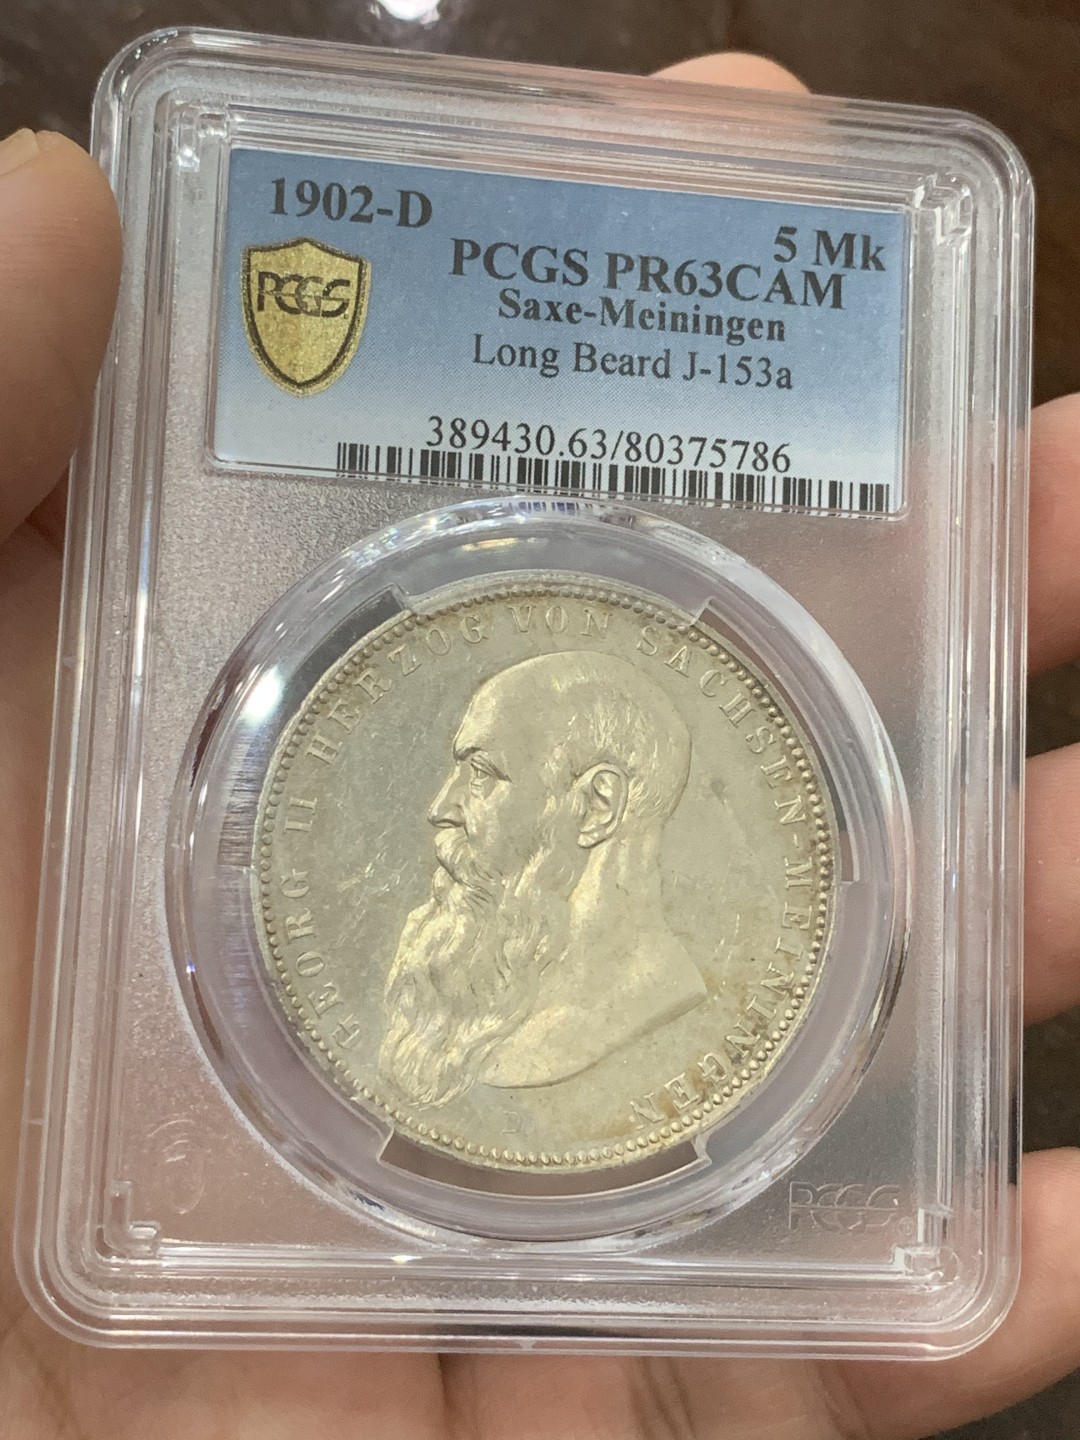 1902-D
5 Mk
PCGS
PCGS PR63CAM
Saxe-Meiningen
Long Beard J-153a
389430.63/80375786
GEORG II HERZOG VON SACHSEN-MEININGEN
D
PCGS